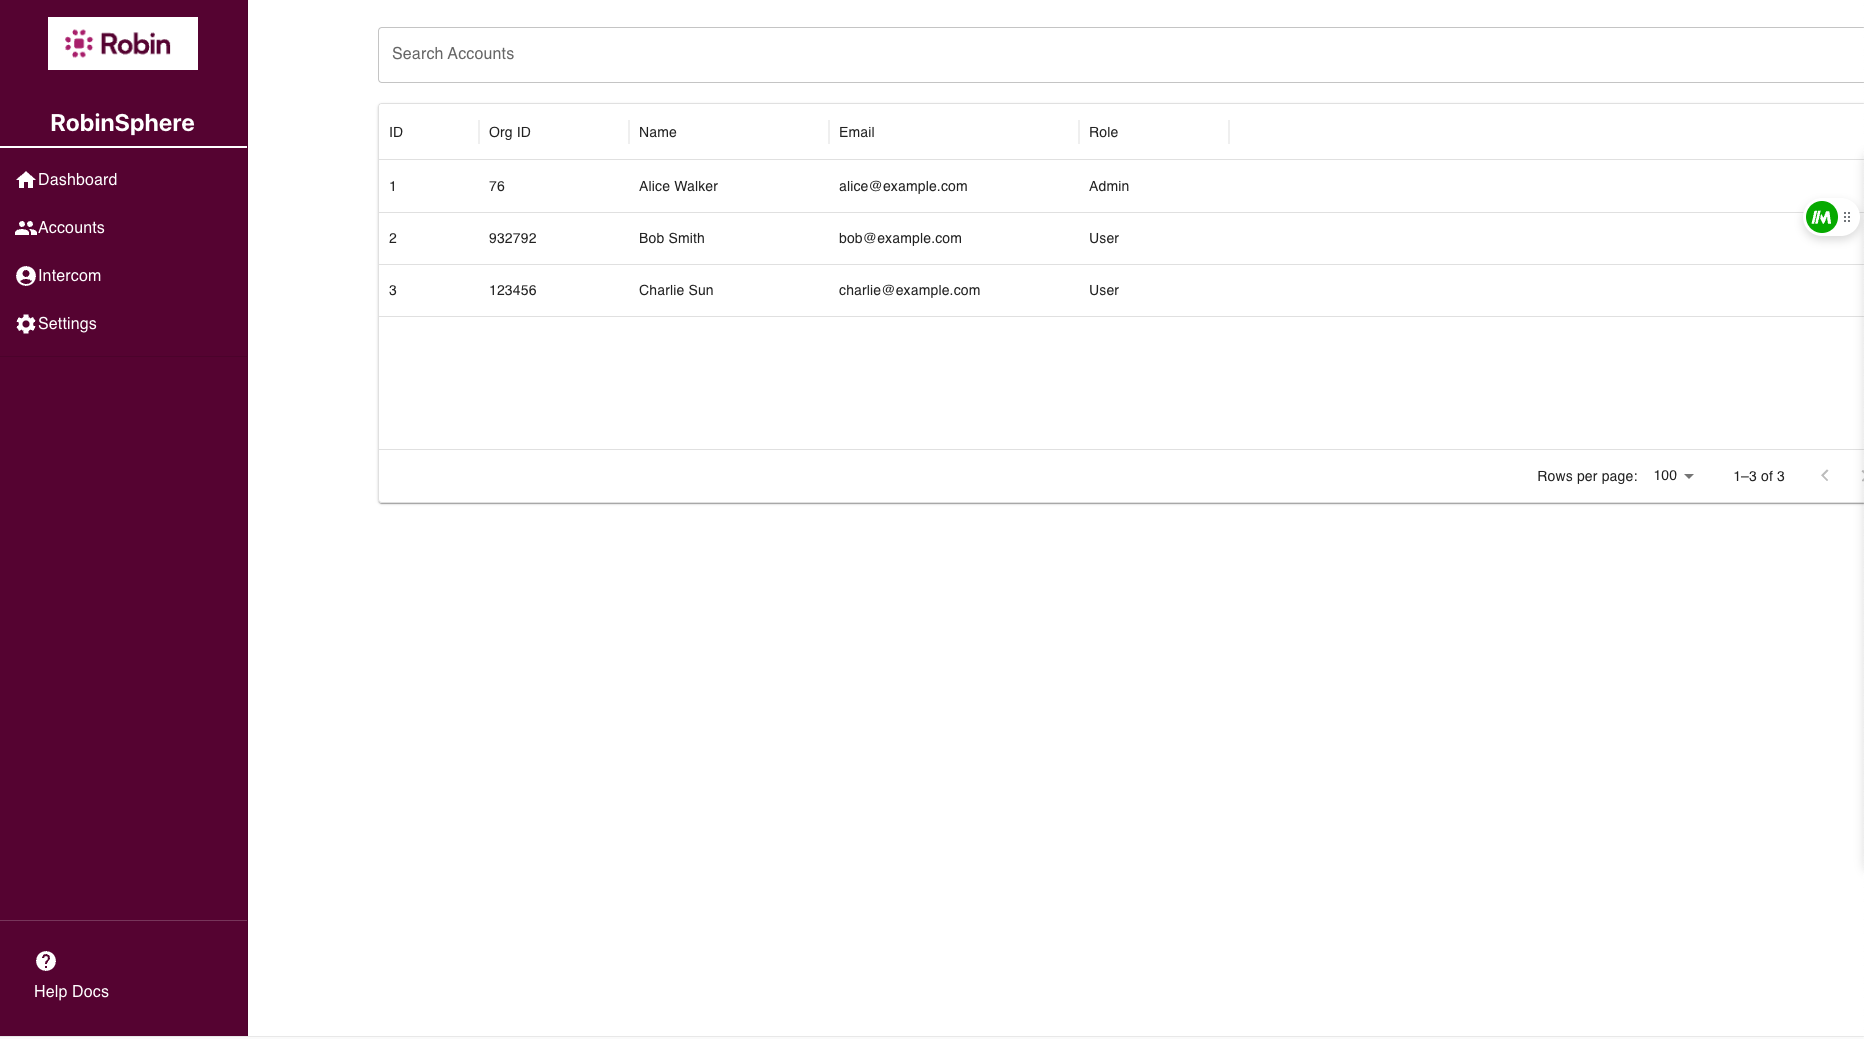 Robin
RobinSphere
Dashboard
Accounts
Intercom
Settings
Help Docs
Search Accounts
ID Org ID Name Email Role
1 76 Alice Walker alice@example.com Admin
2 932792 Bob Smith bob@example.com User
3 123456 Charlie Sun charlie@example.com User
Rows per page: 100 1–3 of 3